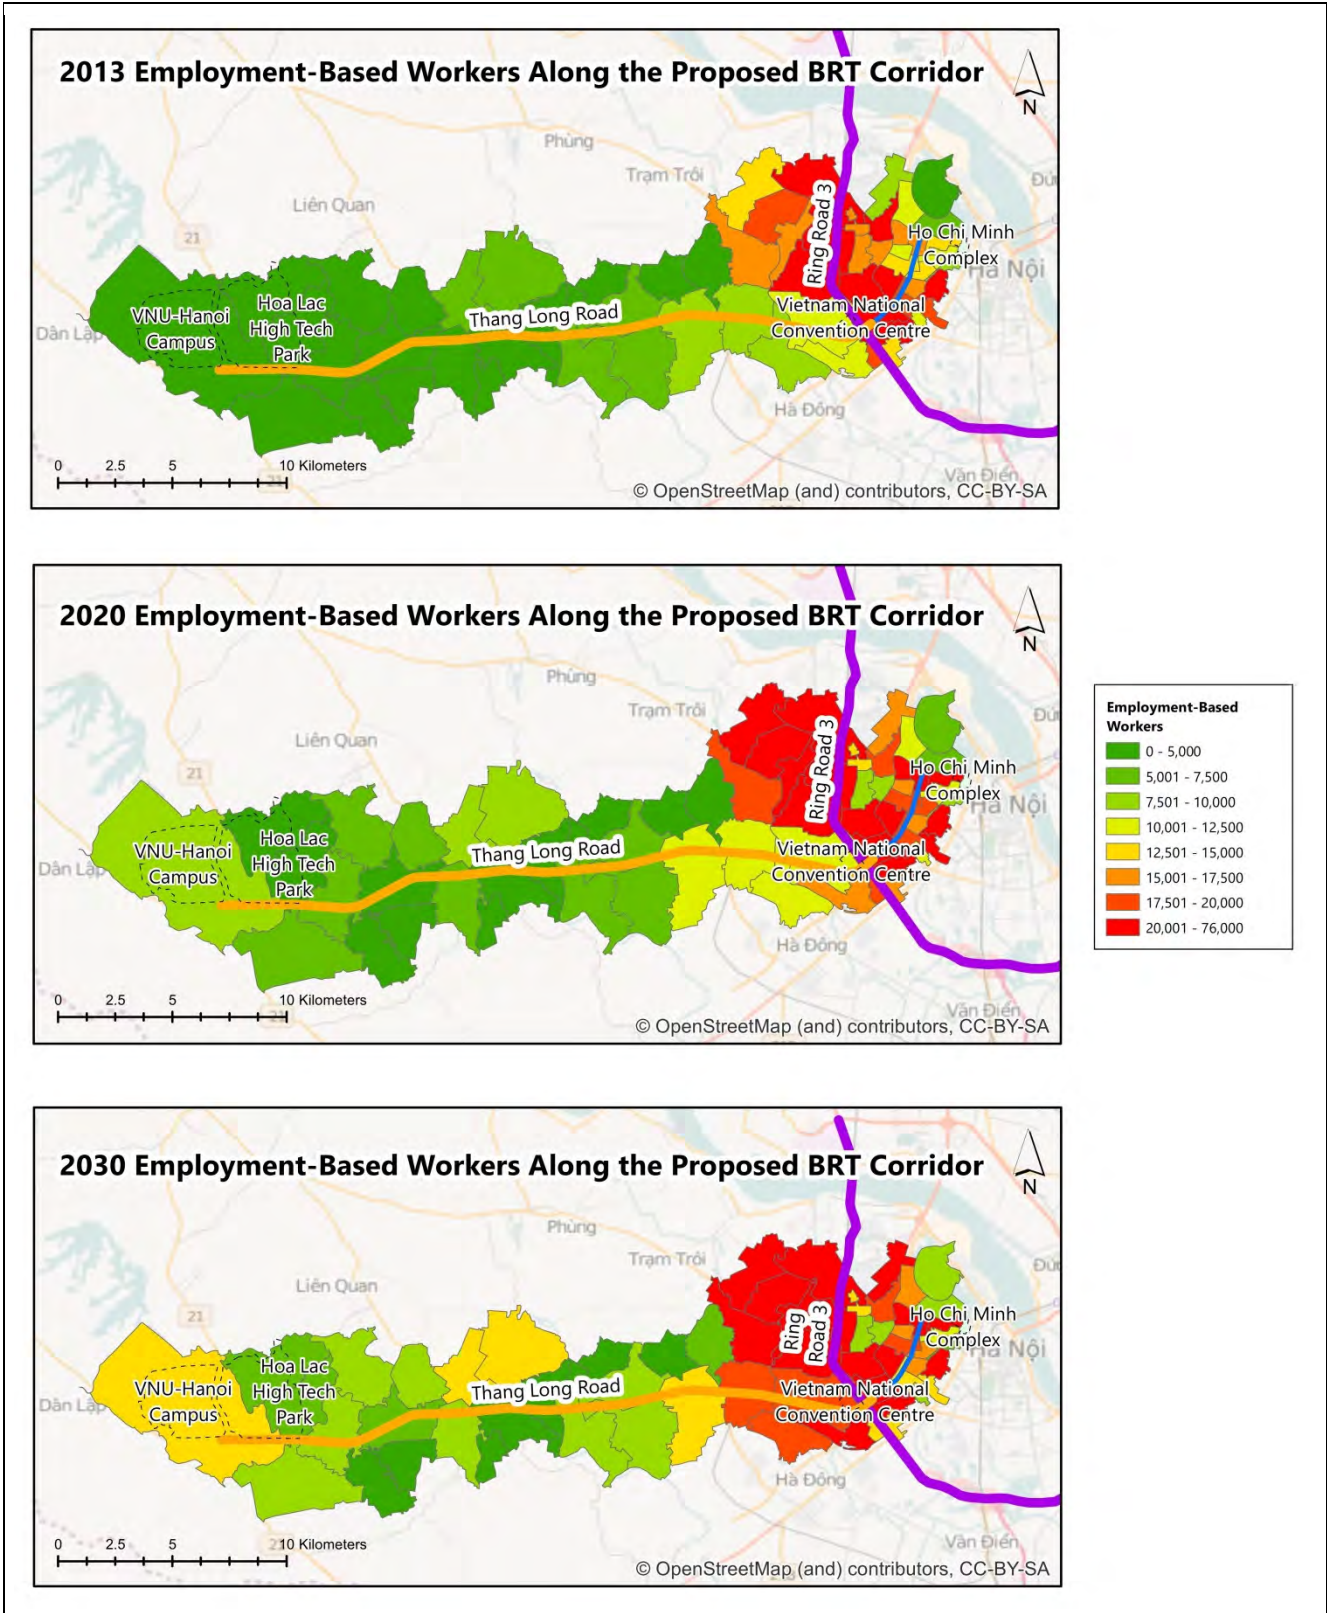 2013 Employment-Based Workers Along the Proposed BRT Corridor
N
Phùng
Trạm Trôi
Liên Quan
21
Ring Road 3
Ho Chi Minh
Complex
Hà Nội
VNU-Hanoi
Campus
Hoa Lac
High Tech
Park
Thang Long Road
Vietnam National
Convention Centre
Dân Lập
Hà Đông
0 2.5 5 10 Kilometers
21
Văn Điển
© OpenStreetMap (and) contributors, CC-BY-SA
2020 Employment-Based Workers Along the Proposed BRT Corridor
N
Phùng
Trạm Trôi
Liên Quan
21
Ring Road 3
Ho Chi Minh
Complex
Hà Nội
VNU-Hanoi
Campus
Hoa Lac
High Tech
Park
Thang Long Road
Vietnam National
Convention Centre
Dân Lập
Hà Đông
0 2.5 5 10 Kilometers
Văn Điển
© OpenStreetMap (and) contributors, CC-BY-SA
Employment-Based
Workers
0 - 5,000
5,001 - 7,500
7,501 - 10,000
10,001 - 12,500
12,501 - 15,000
15,001 - 17,500
17,501 - 20,000
20,001 - 76,000
2030 Employment-Based Workers Along the Proposed BRT Corridor
N
Phùng
Trạm Trôi
Liên Quan
21
Ring
Road 3
Ho Chi Minh
Complex
Hà Nội
VNU-Hanoi
Campus
Hoa Lac
High Tech
Park
Thang Long Road
Vietnam National
Convention Centre
Dân Lập
Hà Đông
0 2.5 5 10 Kilometers
21
Văn Điển
© OpenStreetMap (and) contributors, CC-BY-SA